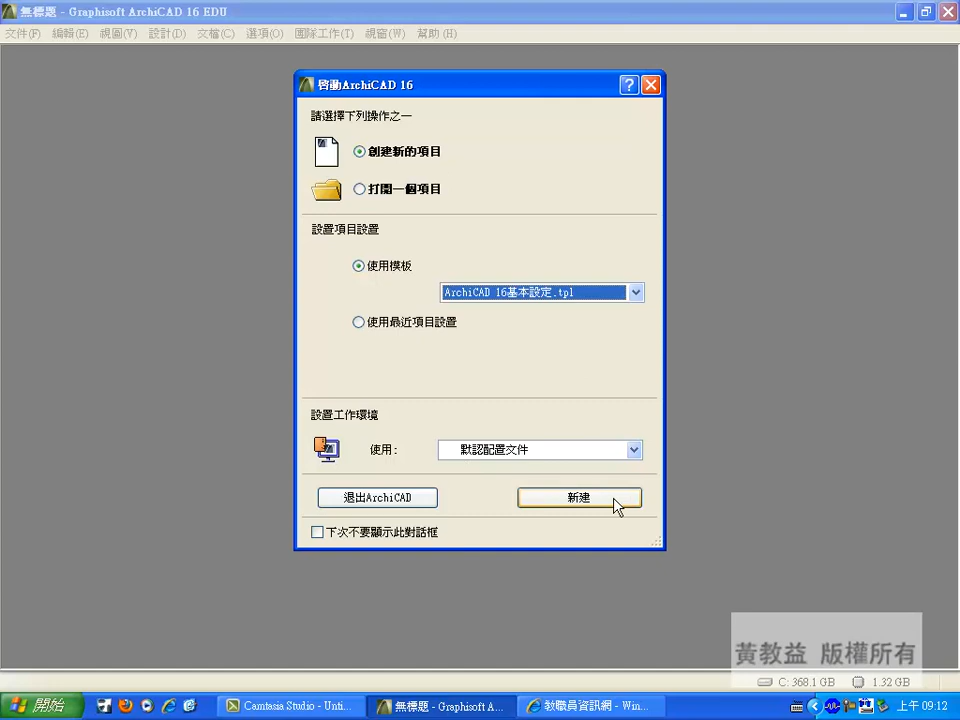 無標題 - Graphisoft ArchiCAD 16 EDU
文件(F) 編輯(E) 視圖(V) 設計(D) 文檔(C) 選項(O) 團隊工作(T) 視窗(W) 幫助(H)
啓動ArchiCAD 16
請選擇下列操作之一
創建新的項目
打開一個項目
設置項目設置
使用模板
ArchiCAD 16基本設定.tpl
使用最近項目設置
設置工作環境
使用:
默認配置文件
退出ArchiCAD
新建
下次不要顯示此對話框
黃教益 版權所有
C: 368.1 GB
1.32 GB
開始
Camtasia Studio - Unti...
無標題 - Graphisoft A...
教職員資訊網 - Win...
上午 09:12